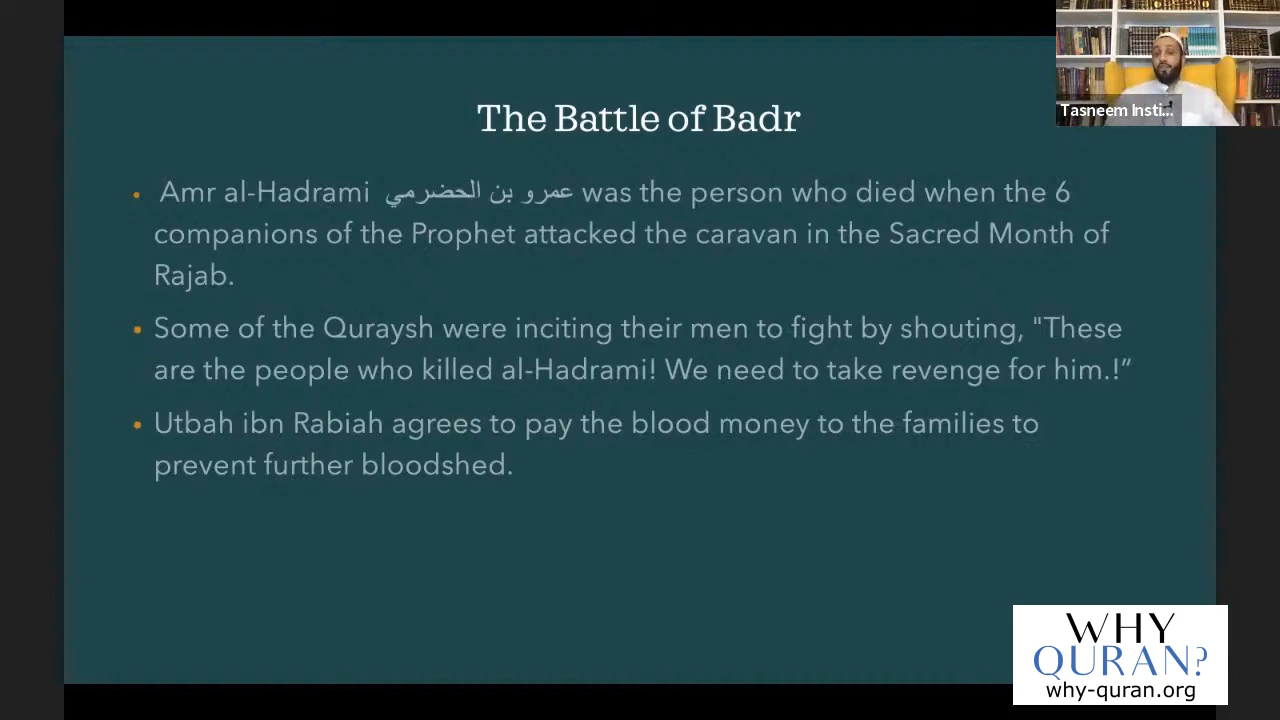 Tasneem Insti...
The Battle of Badr
• Amr al-Hadrami عمرو بن الحضرمي was the person who died when the 6
companions of the Prophet attacked the caravan in the Sacred Month of
Rajab.
• Some of the Quraysh were inciting their men to fight by shouting, "These
are the people who killed al-Hadrami! We need to take revenge for him.!”
• Utbah ibn Rabiah agrees to pay the blood money to the families to
prevent further bloodshed.
WHY
QURAN?
why-quran.org